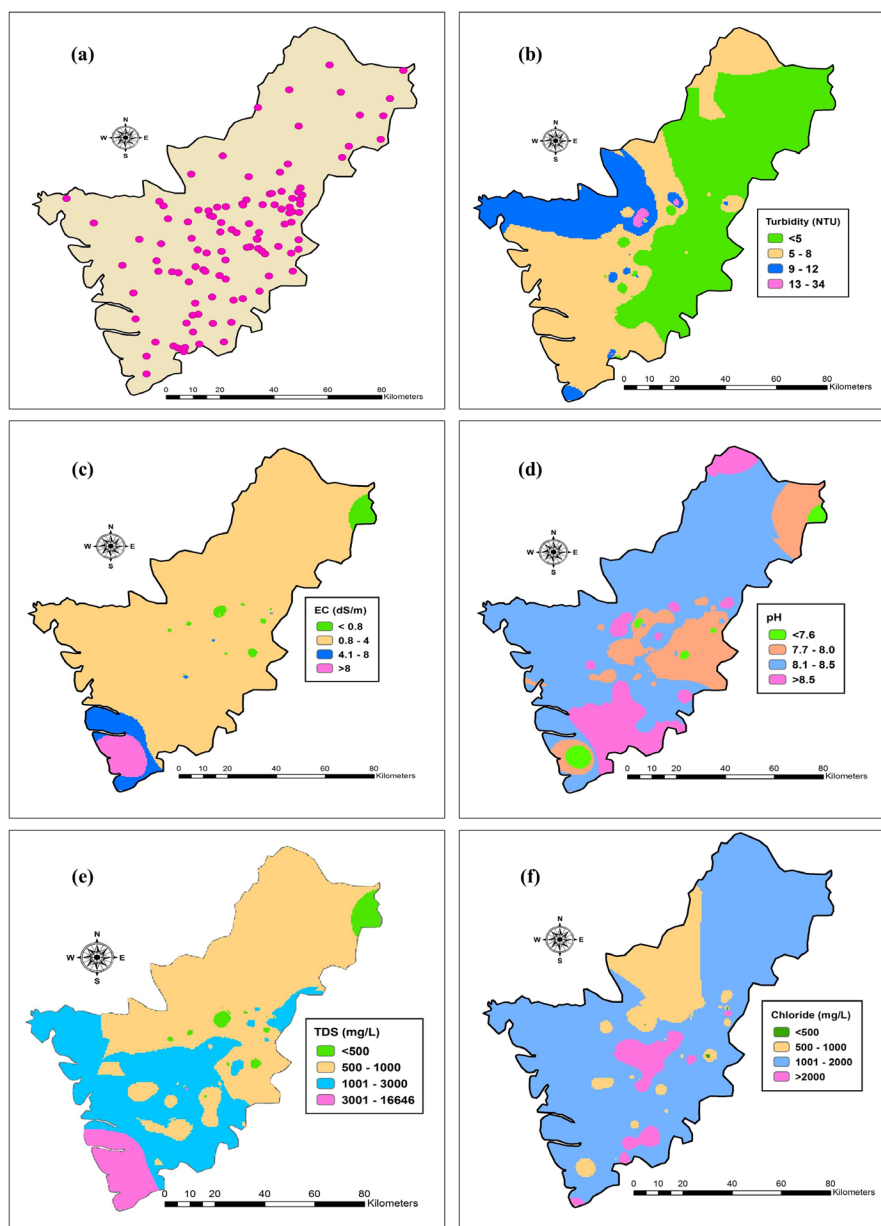 (a)
N
W E
S
0 10 20 40 60 80
Kilometers
(b)
N
W E
S
Turbidity (NTU)
<5
5 - 8
9 - 12
13 - 34
0 10 20 40 60 80
Kilometers
(c)
N
W E
S
EC (dS/m)
< 0.8
0.8 - 4
4.1 - 8
>8
0 10 20 40 60 80
Kilometers
(d)
N
W E
S
pH
<7.6
7.7 - 8.0
8.1 - 8.5
>8.5
0 10 20 40 60 80
Kilometers
(e)
N
W E
S
TDS (mg/L)
<500
500 - 1000
1001 - 3000
3001 - 16646
0 10 20 40 60 80
Kilometers
(f)
N
W E
S
Chloride (mg/L)
<500
500 - 1000
1001 - 2000
>2000
0 10 20 40 60 80
Kilometers